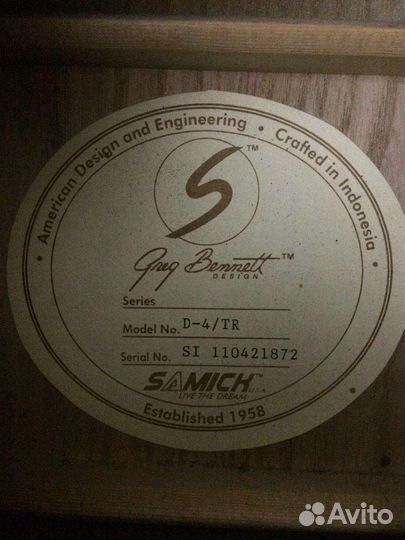 • American Design and Engineering • Crafted in Indonesia •
S™
Greg Bennett™
DESIGN
Series
Model No. D-4/TR
Serial No. SI 110421872
SAMICK™
LIVE THE DREAM
Established 1958
Avito